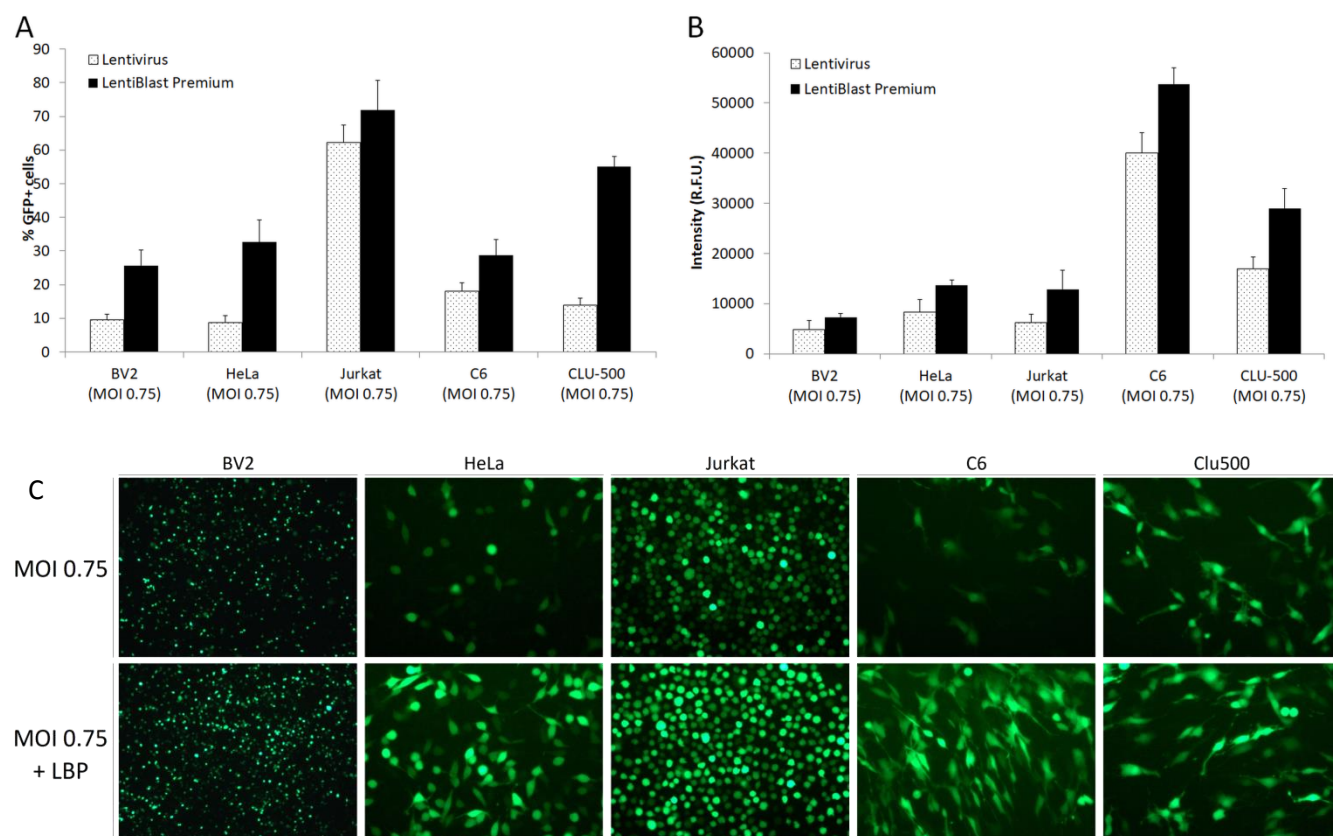 A
% GFP+ cells
90
80
70
60
50
40
30
20
10
0
Lentivirus
LentiBlast Premium
BV2 HeLa Jurkat C6 CLU-500
(MOI 0.75) (MOI 0.75) (MOI 0.75) (MOI 0.75) (MOI 0.75)
B
Intensity (R.F.U.)
60000
50000
40000
30000
20000
10000
0
Lentivirus
LentiBlast Premium
BV2 HeLa Jurkat C6 CLU-500
(MOI 0.75) (MOI 0.75) (MOI 0.75) (MOI 0.75) (MOI 0.75)
C
BV2 HeLa Jurkat C6 Clu500
MOI 0.75
MOI 0.75
+ LBP